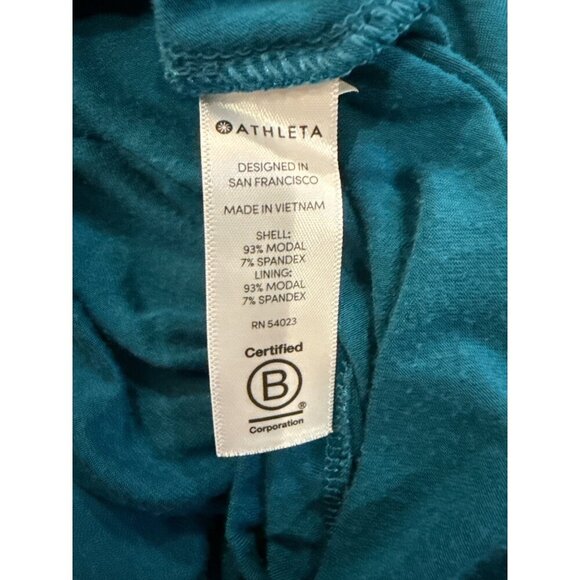 ATHLETA
DESIGNED IN
SAN FRANCISCO
MADE IN VIETNAM
SHELL:
93% MODAL
7% SPANDEX
LINING:
93% MODAL
7% SPANDEX
RN 54023
Certified
B
®
Corporation